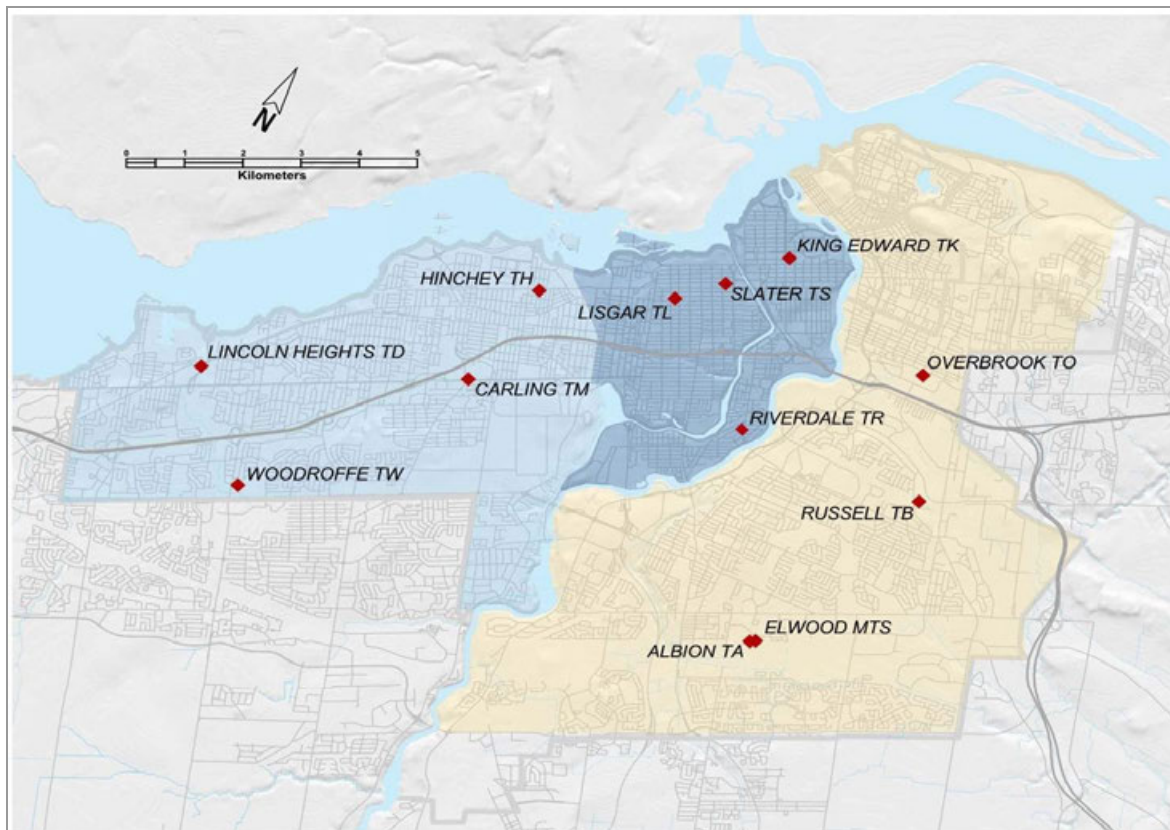 N
0 1 2 3 4 5
Kilometers
KING EDWARD TK
HINCHEY TH
SLATER TS
LISGAR TL
LINCOLN HEIGHTS TD
OVERBROOK TO
CARLING TM
RIVERDALE TR
WOODROFFE TW
RUSSELL TB
ELWOOD MTS
ALBION TA